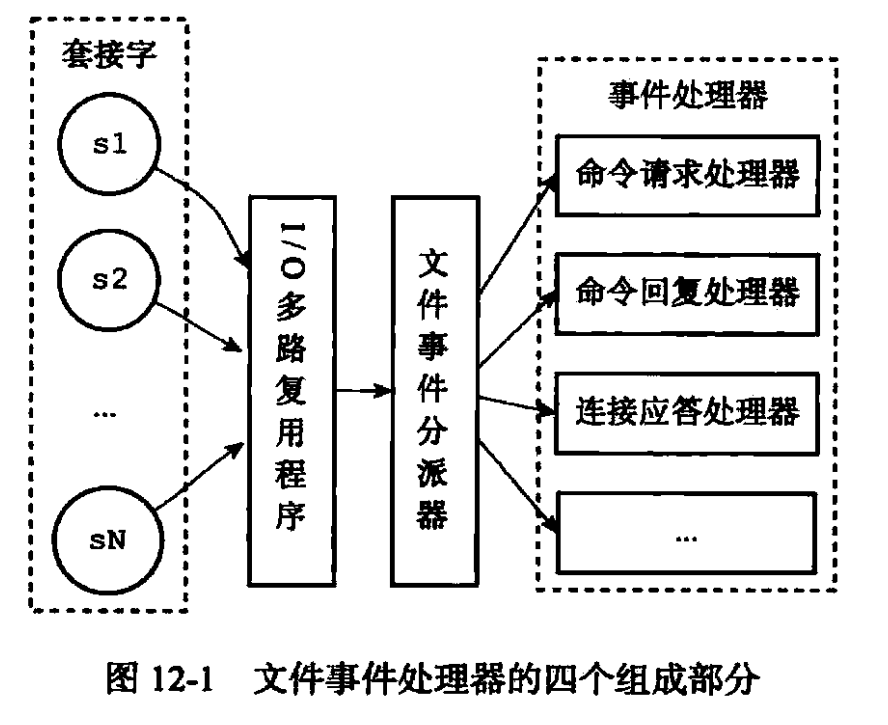 套接字
s1
s2
...
sN
I/O多路复用程序
文件事件分派器
事件处理器
命令请求处理器
命令回复处理器
连接应答处理器
...
图 12-1 文件事件处理器的四个组成部分